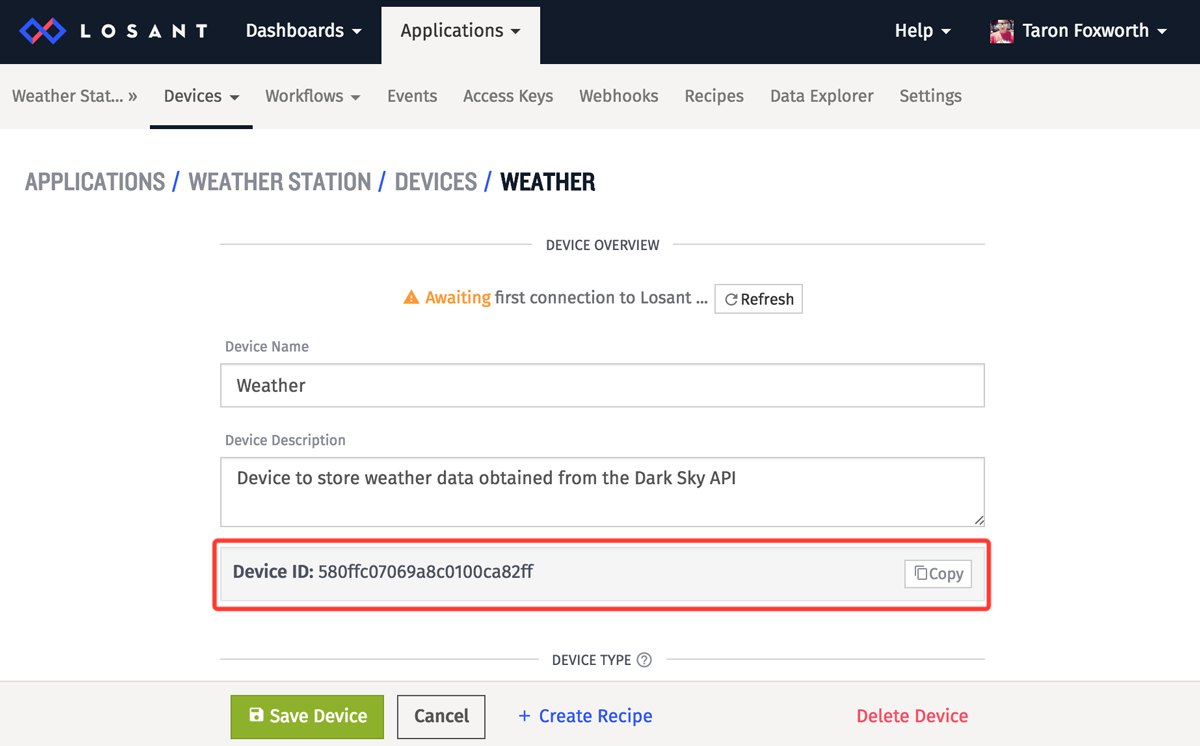 LOSANT Dashboards Applications Help Taron Foxworth
Weather Stat... » Devices Workflows Events Access Keys Webhooks Recipes Data Explorer Settings
APPLICATIONS / WEATHER STATION / DEVICES / WEATHER
DEVICE OVERVIEW
Awaiting first connection to Losant ... Refresh
Device Name
Weather
Device Description
Device to store weather data obtained from the Dark Sky API
Device ID: 580ffc07069a8c0100ca82ff Copy
DEVICE TYPE ?
Save Device Cancel + Create Recipe Delete Device